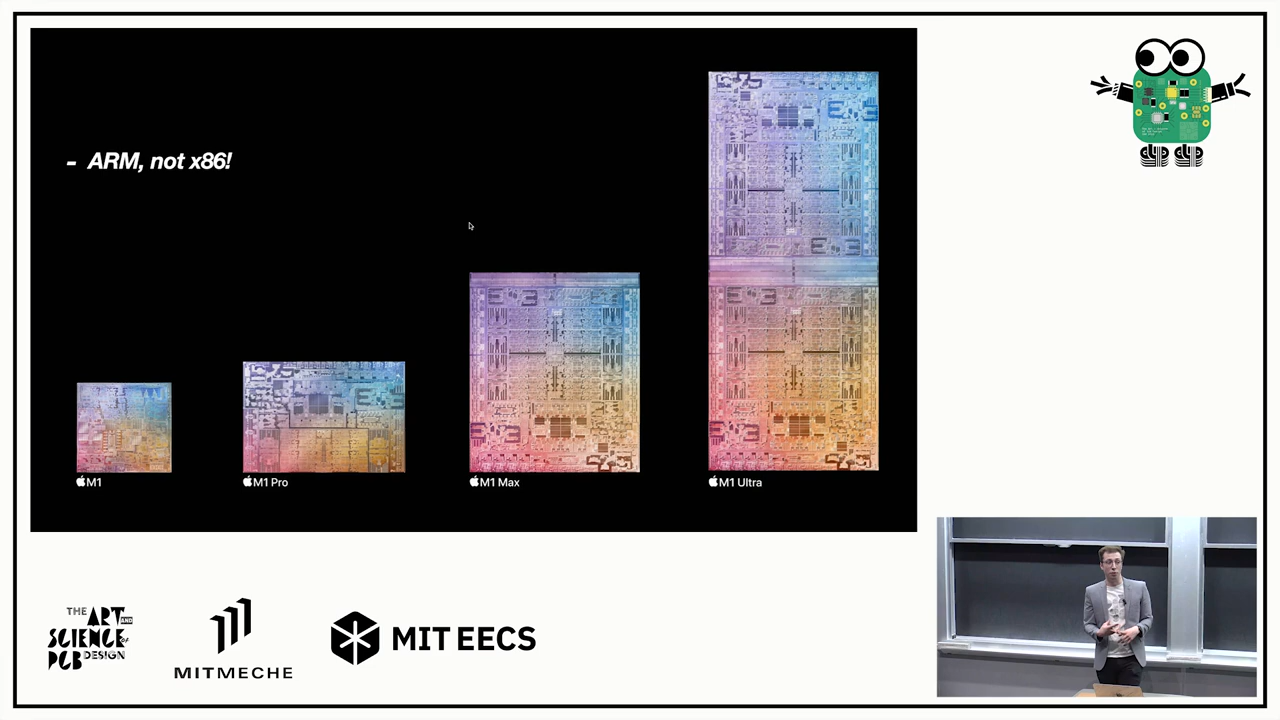 - ARM, not x86!
M1
M1 Pro
M1 Max
M1 Ultra
THE ART AND
SCIENCE of
PCB DESIGN
MITMECHE
MIT EECS